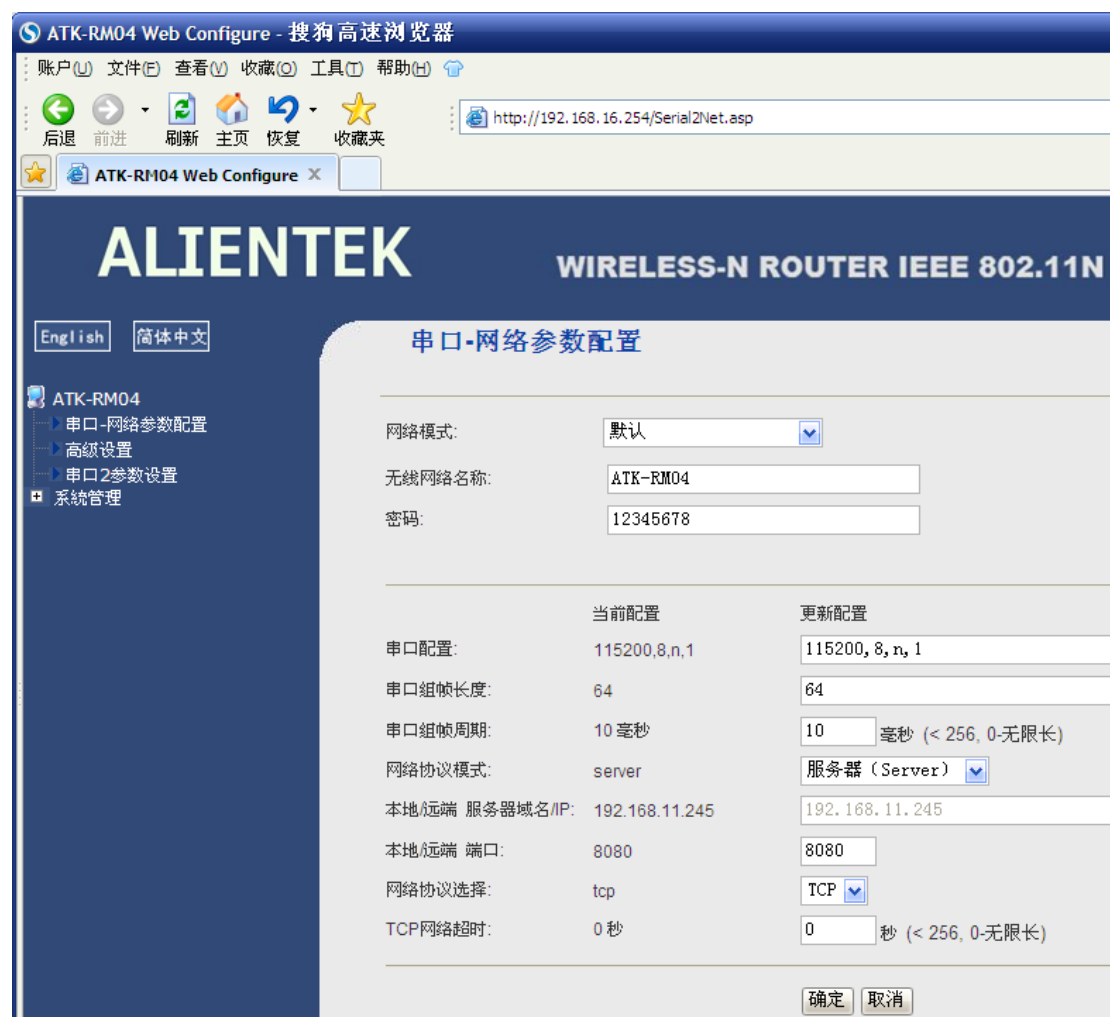 ATK-RM04 Web Configure - 搜狗高速浏览器
账户(U) 文件(F) 查看(V) 收藏(O) 工具(T) 帮助(H)
后退 前进 刷新 主页 恢复 收藏夹
http://192.168.16.254/Serial2Net.asp
ATK-RM04 Web Configure X
ALIENTEK
WIRELESS-N ROUTER IEEE 802.11N
English 简体中文
ATK-RM04
串口-网络参数配置
高级设置
串口2参数设置
系统管理
串口-网络参数配置
网络模式: 默认
无线网络名称: ATK-RM04
密码: 12345678
当前配置 更新配置
串口配置: 115200,8,n,1 115200,8,n,1
串口组帧长度: 64 64
串口组帧周期: 10 毫秒 10 毫秒 (< 256, 0-无限长)
网络协议模式: server 服务器（Server）
本地/远端 服务器域名/IP: 192.168.11.245 192.168.11.245
本地/远端 端口: 8080 8080
网络协议选择: tcp TCP
TCP网络超时: 0 秒 0 秒 (< 256, 0-无限长)
确定 取消